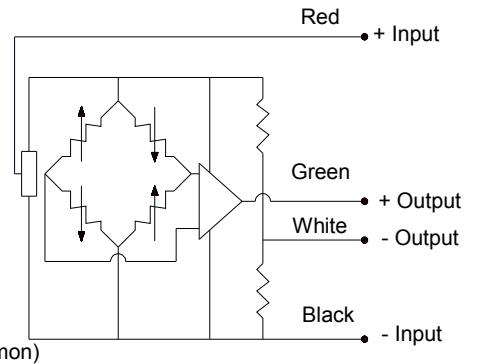 Red
+ Input
Green
+ Output
White
- Output
Black
- Input
mon)